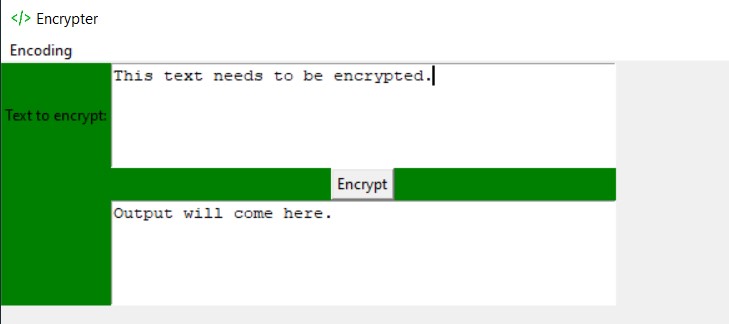 </> Encrypter
Encoding
This text needs to be encrypted.
Text to encrypt:
Encrypt
Output will come here.